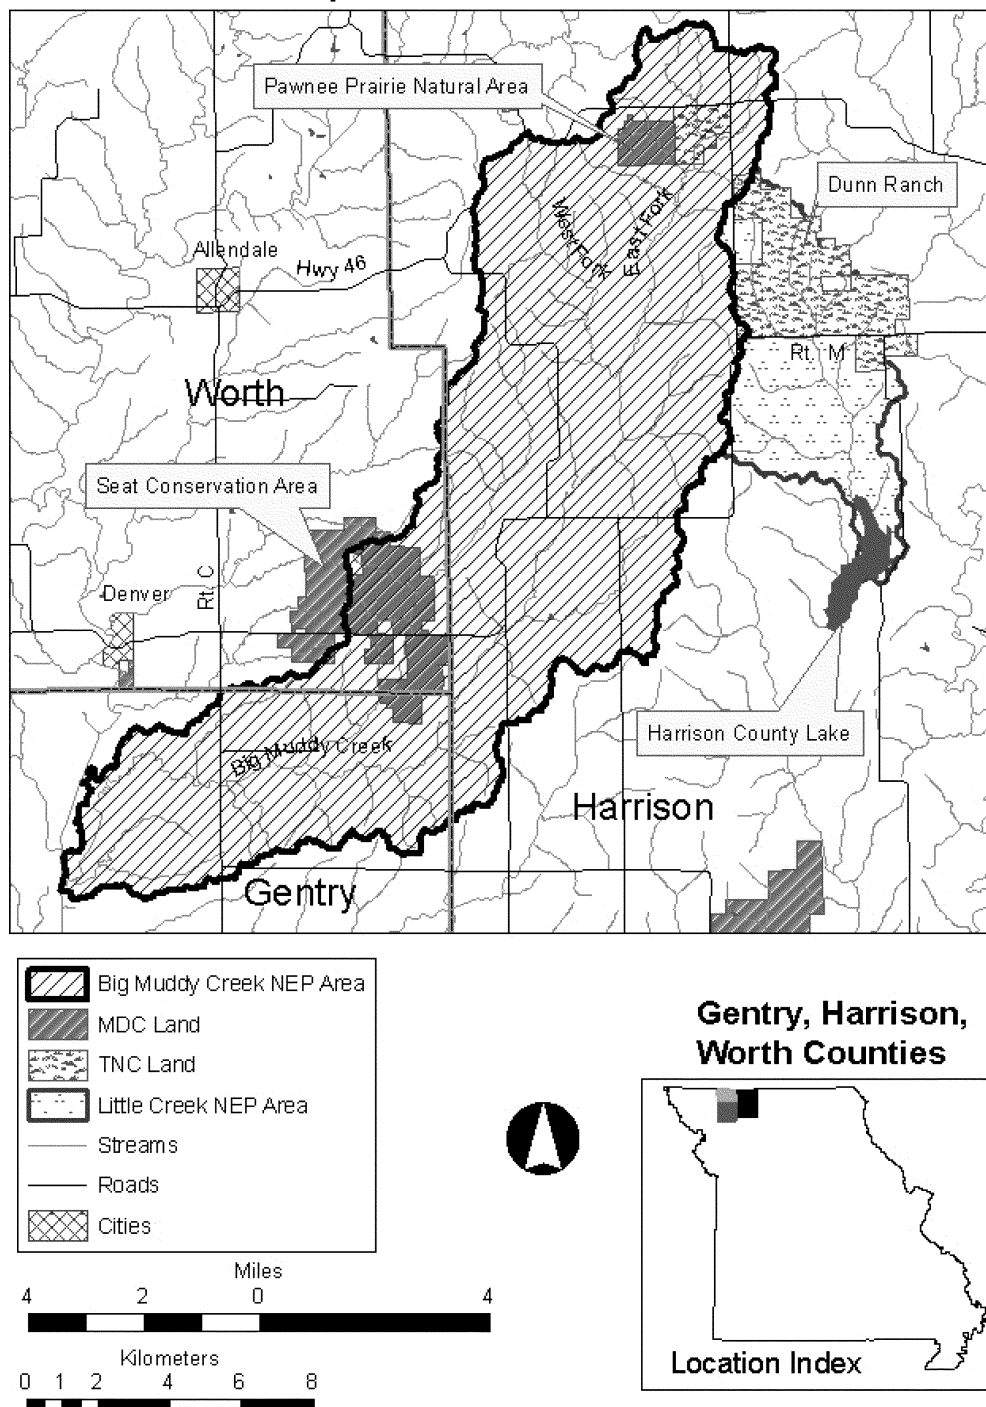 Pawnee Prairie Natural Area
Dunn Ranch
West Fork
East Fork
Allendale
Hwy 46
Rt. M
Worth
Seat Conservation Area
Rt. C
Denver
Harrison County Lake
Big Muddy Creek
Harrison
Gentry
Big Muddy Creek NEP Area
MDC Land
TNC Land
Little Creek NEP Area
Streams
Roads
Cities
Gentry, Harrison,
Worth Counties
Location Index
Miles
4 2 0 4
Kilometers
0 1 2 4 6 8